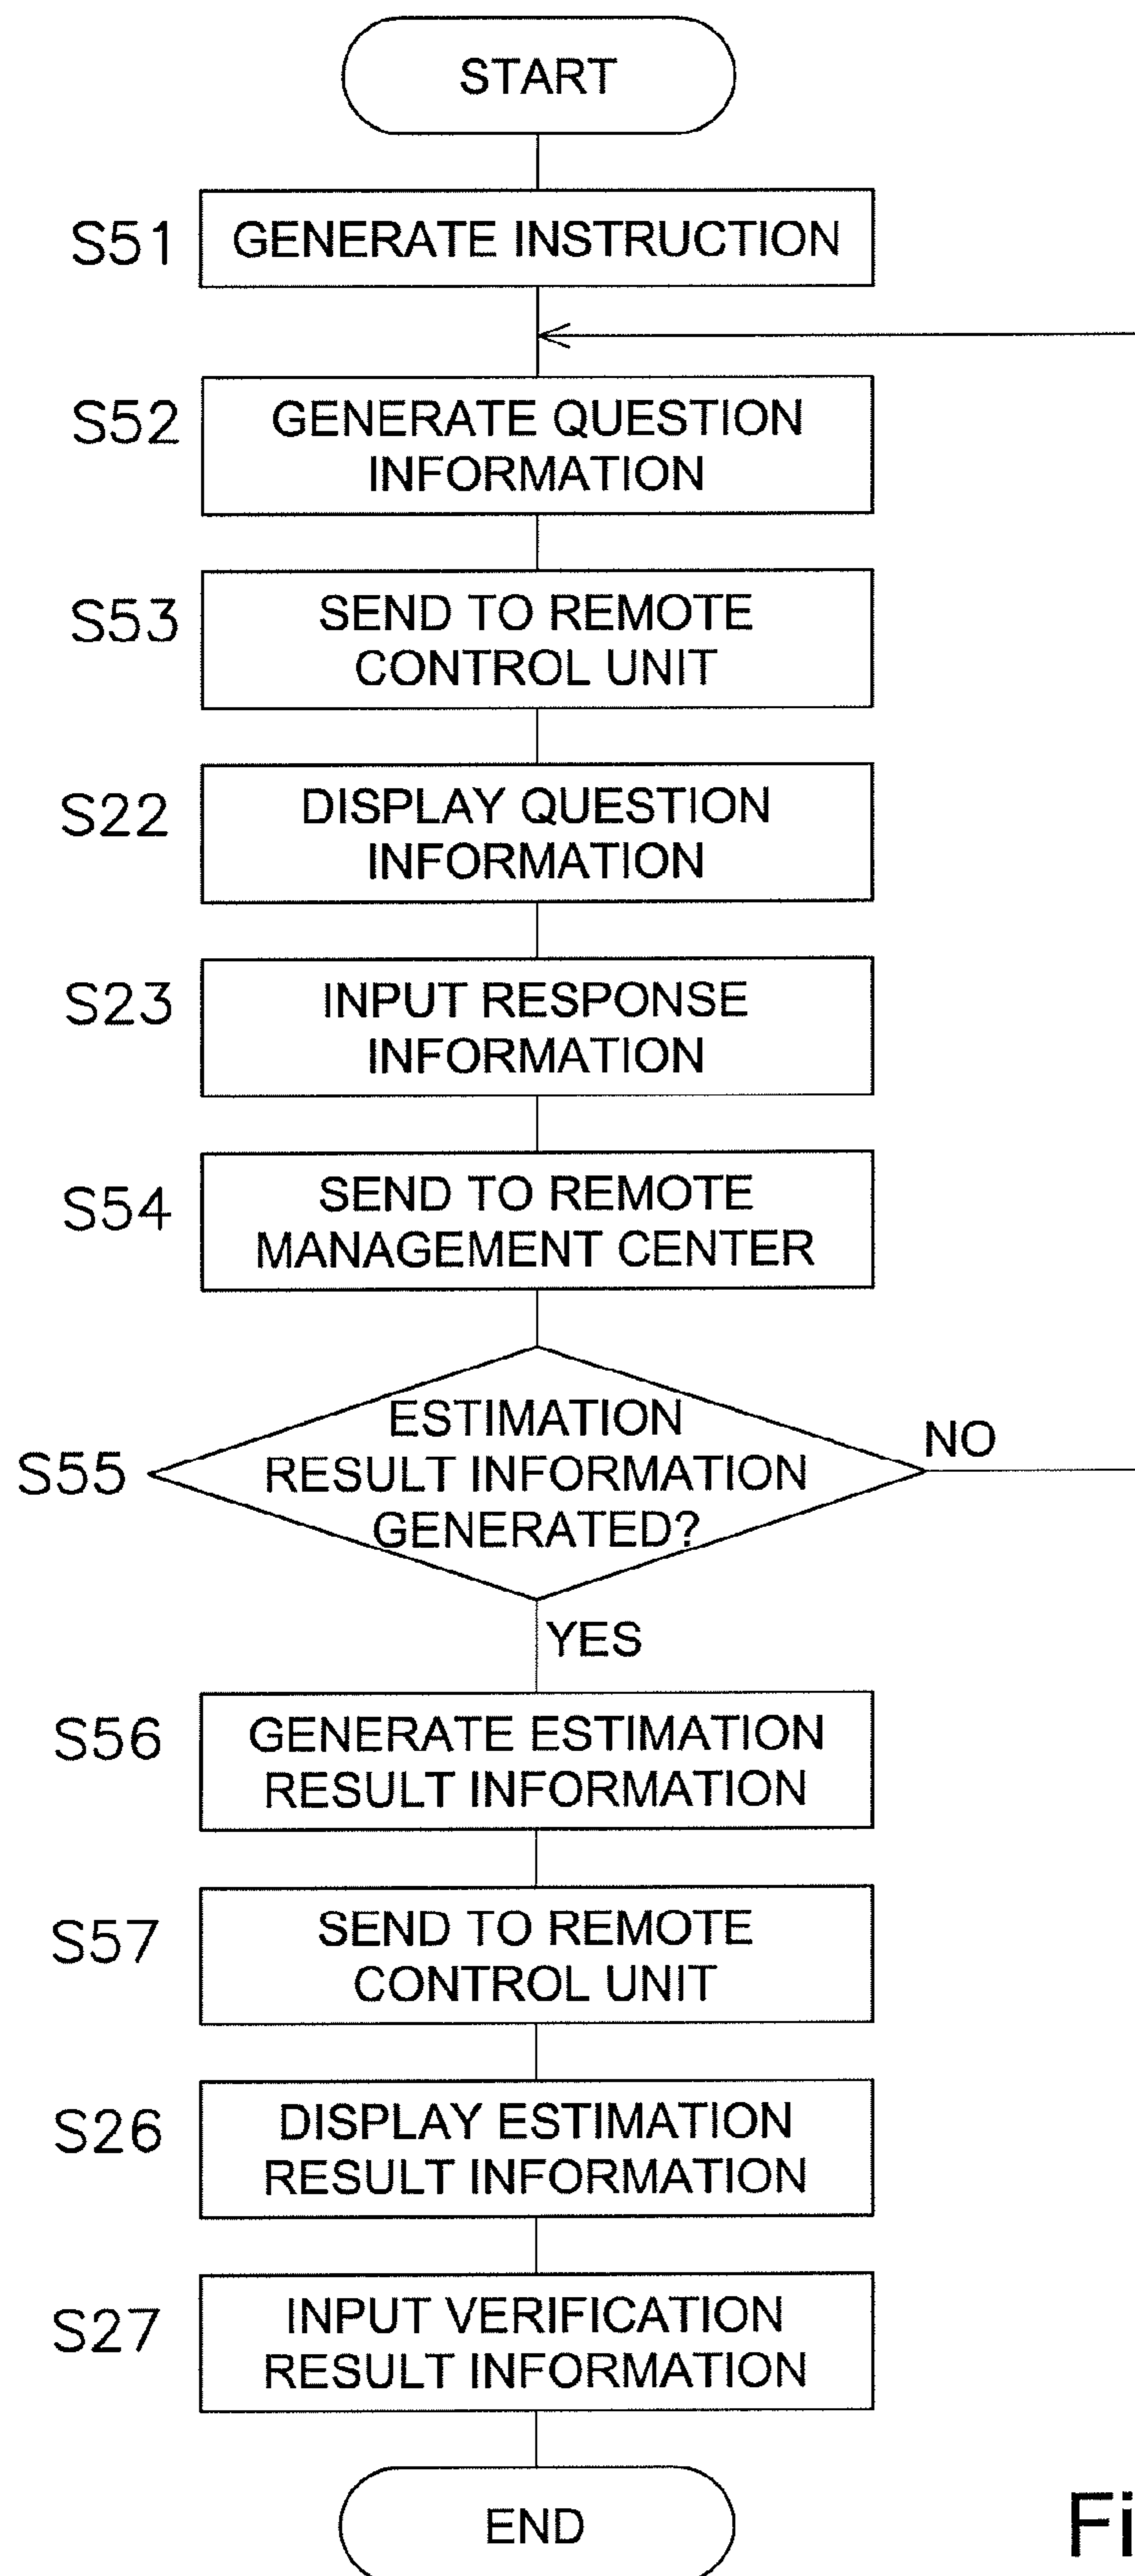 START
S51 GENERATE INSTRUCTION
S52 GENERATE QUESTION
INFORMATION
S53 SEND TO REMOTE
CONTROL UNIT
S22 DISPLAY QUESTION
INFORMATION
S23 INPUT RESPONSE
INFORMATION
S54 SEND TO REMOTE
MANAGEMENT CENTER
ESTIMATION
NO
S55 RESULT INFORMATION
GENERATED?
YES
S56 GENERATE ESTIMATION
RESULT INFORMATION
S57 SEND TO REMOTE
CONTROL UNIT
S26 DISPLAY ESTIMATION
RESULT INFORMATION
S27 INPUT VERIFICATION
RESULT INFORMATION
END
Fi